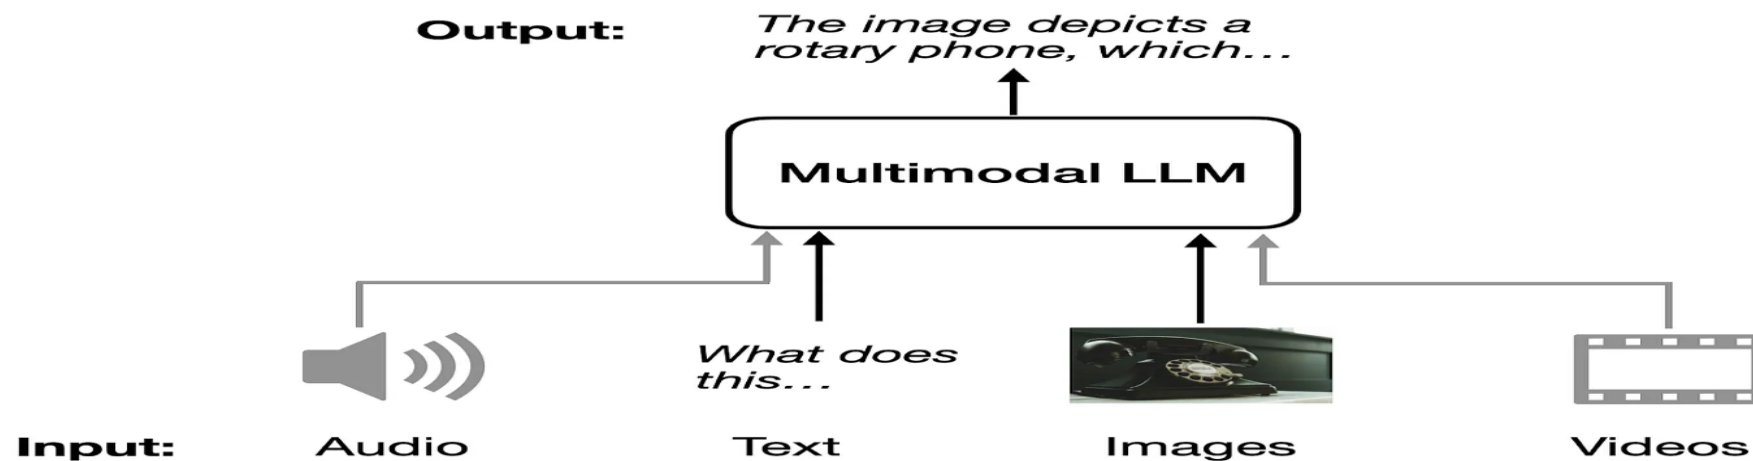 Output:
The image depicts a
rotary phone, which...
Multimodal LLM
What does
this...
Input:
Audio
Text
Images
Videos